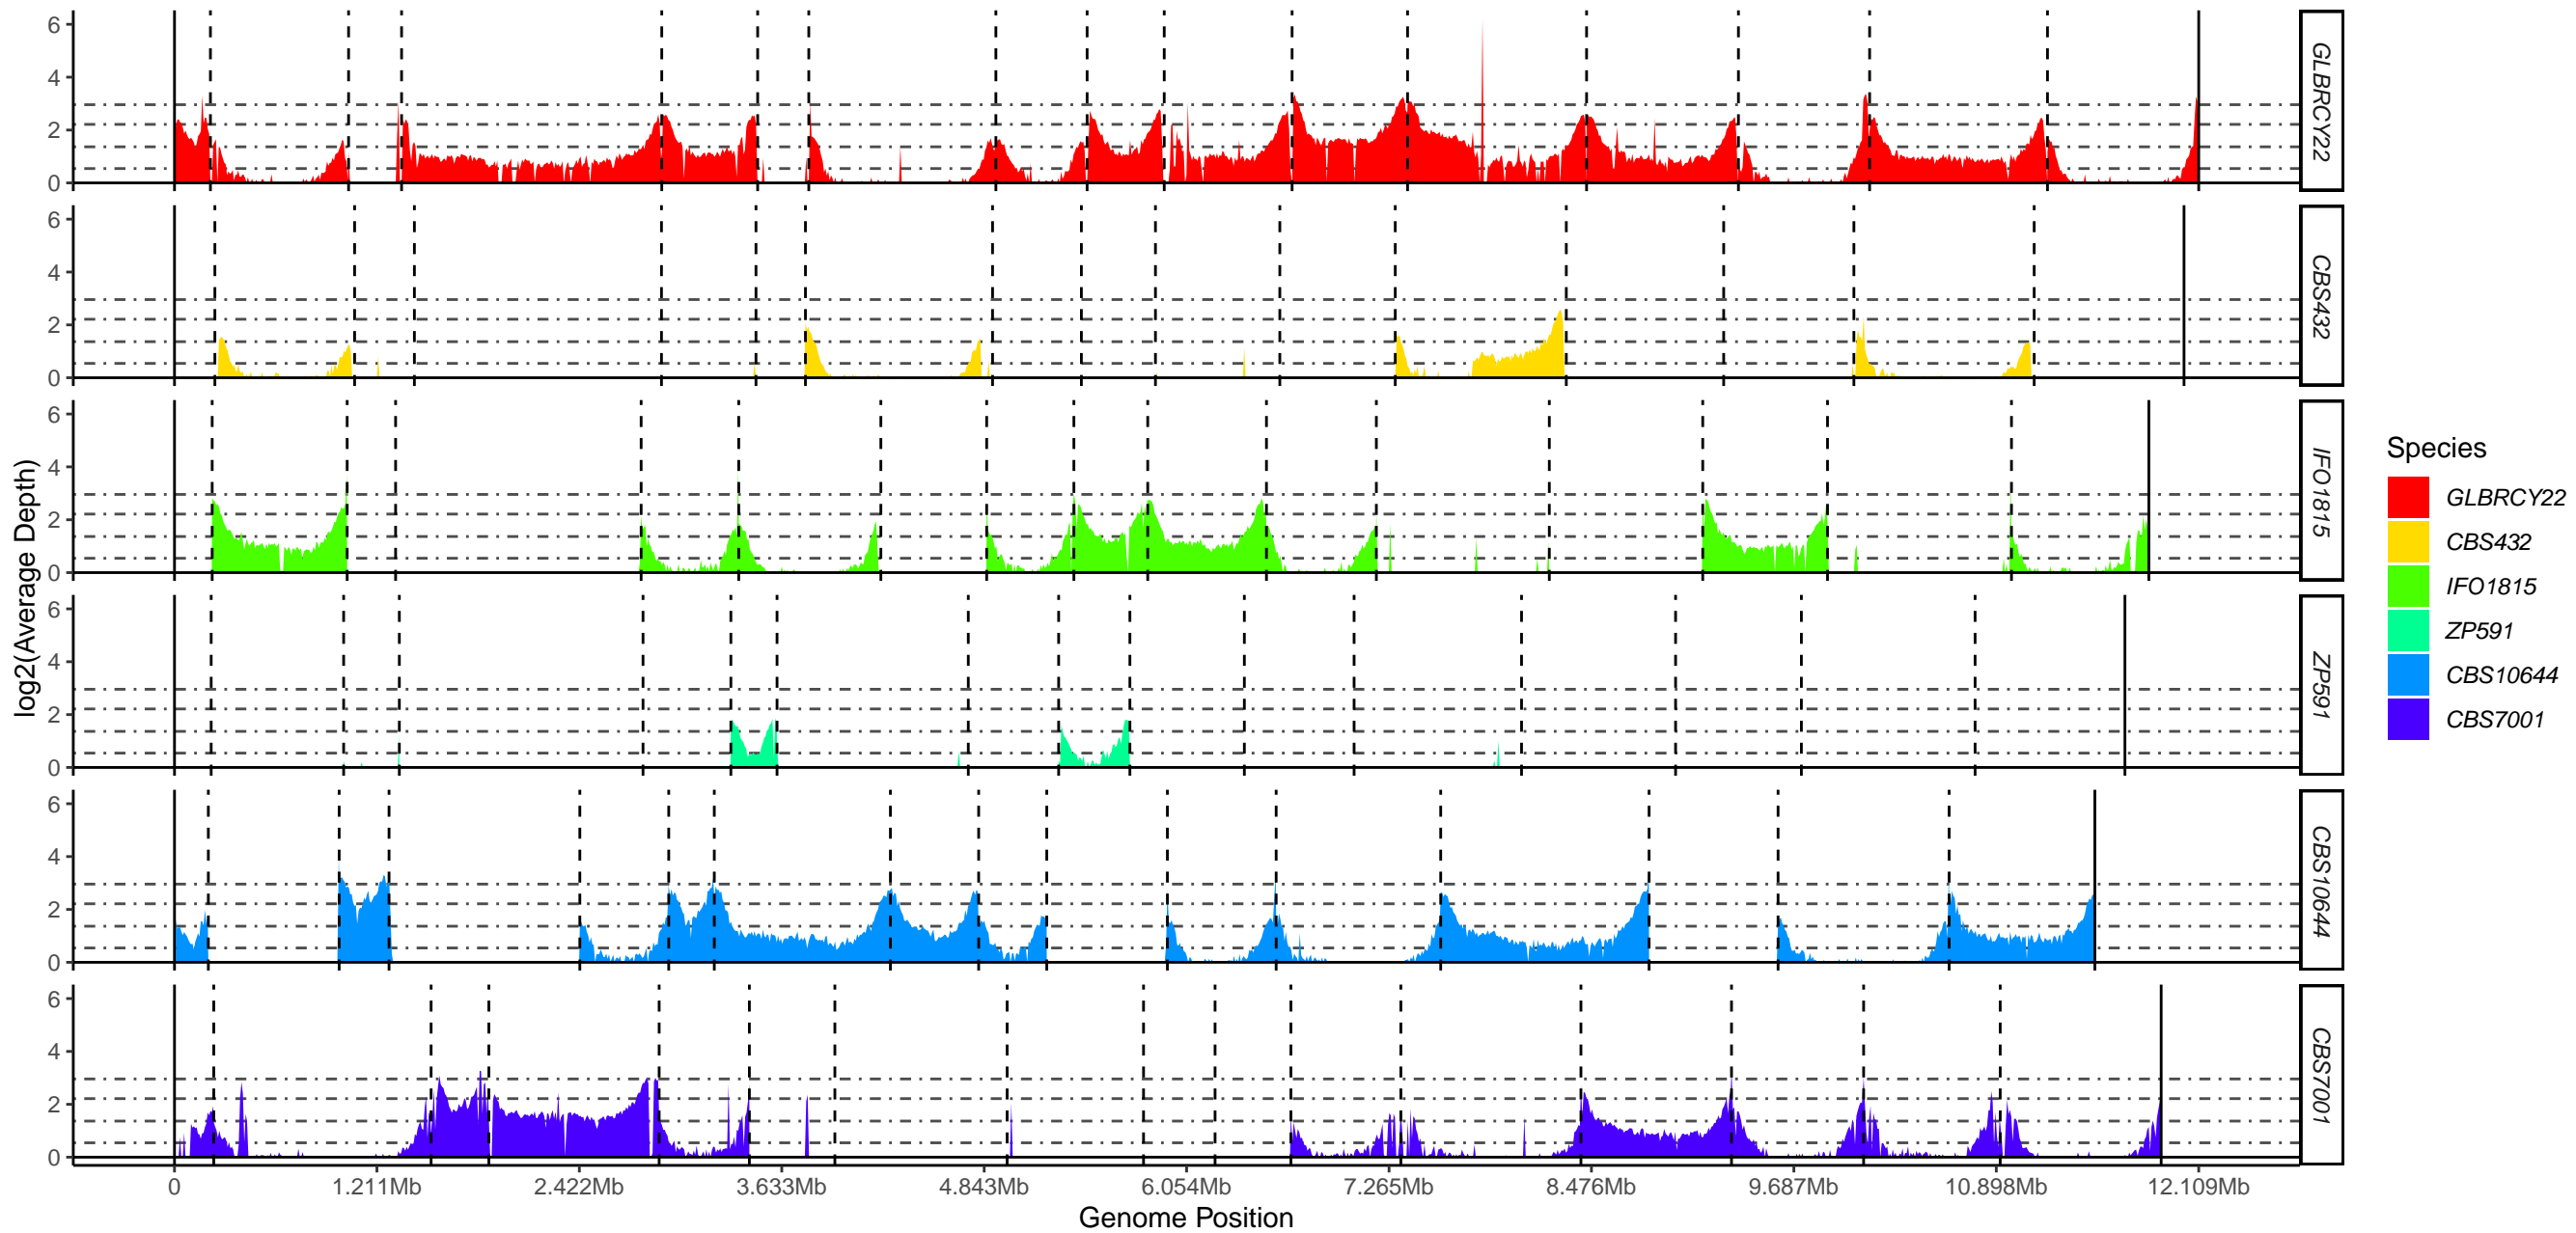 log2(Average Depth)
6
4
2
0
GLBRCY22
6
4
2
0
CBS432
6
4
2
0
IFO1815
6
4
2
0
ZP591
6
4
2
0
CBS10644
6
4
2
0
CBS7001
0 1.211Mb 2.422Mb 3.633Mb 4.843Mb 6.054Mb 7.265Mb 8.476Mb 9.687Mb 10.898Mb 12.109Mb
Genome Position
Species
GLBRCY22
CBS432
IFO1815
ZP591
CBS10644
CBS7001